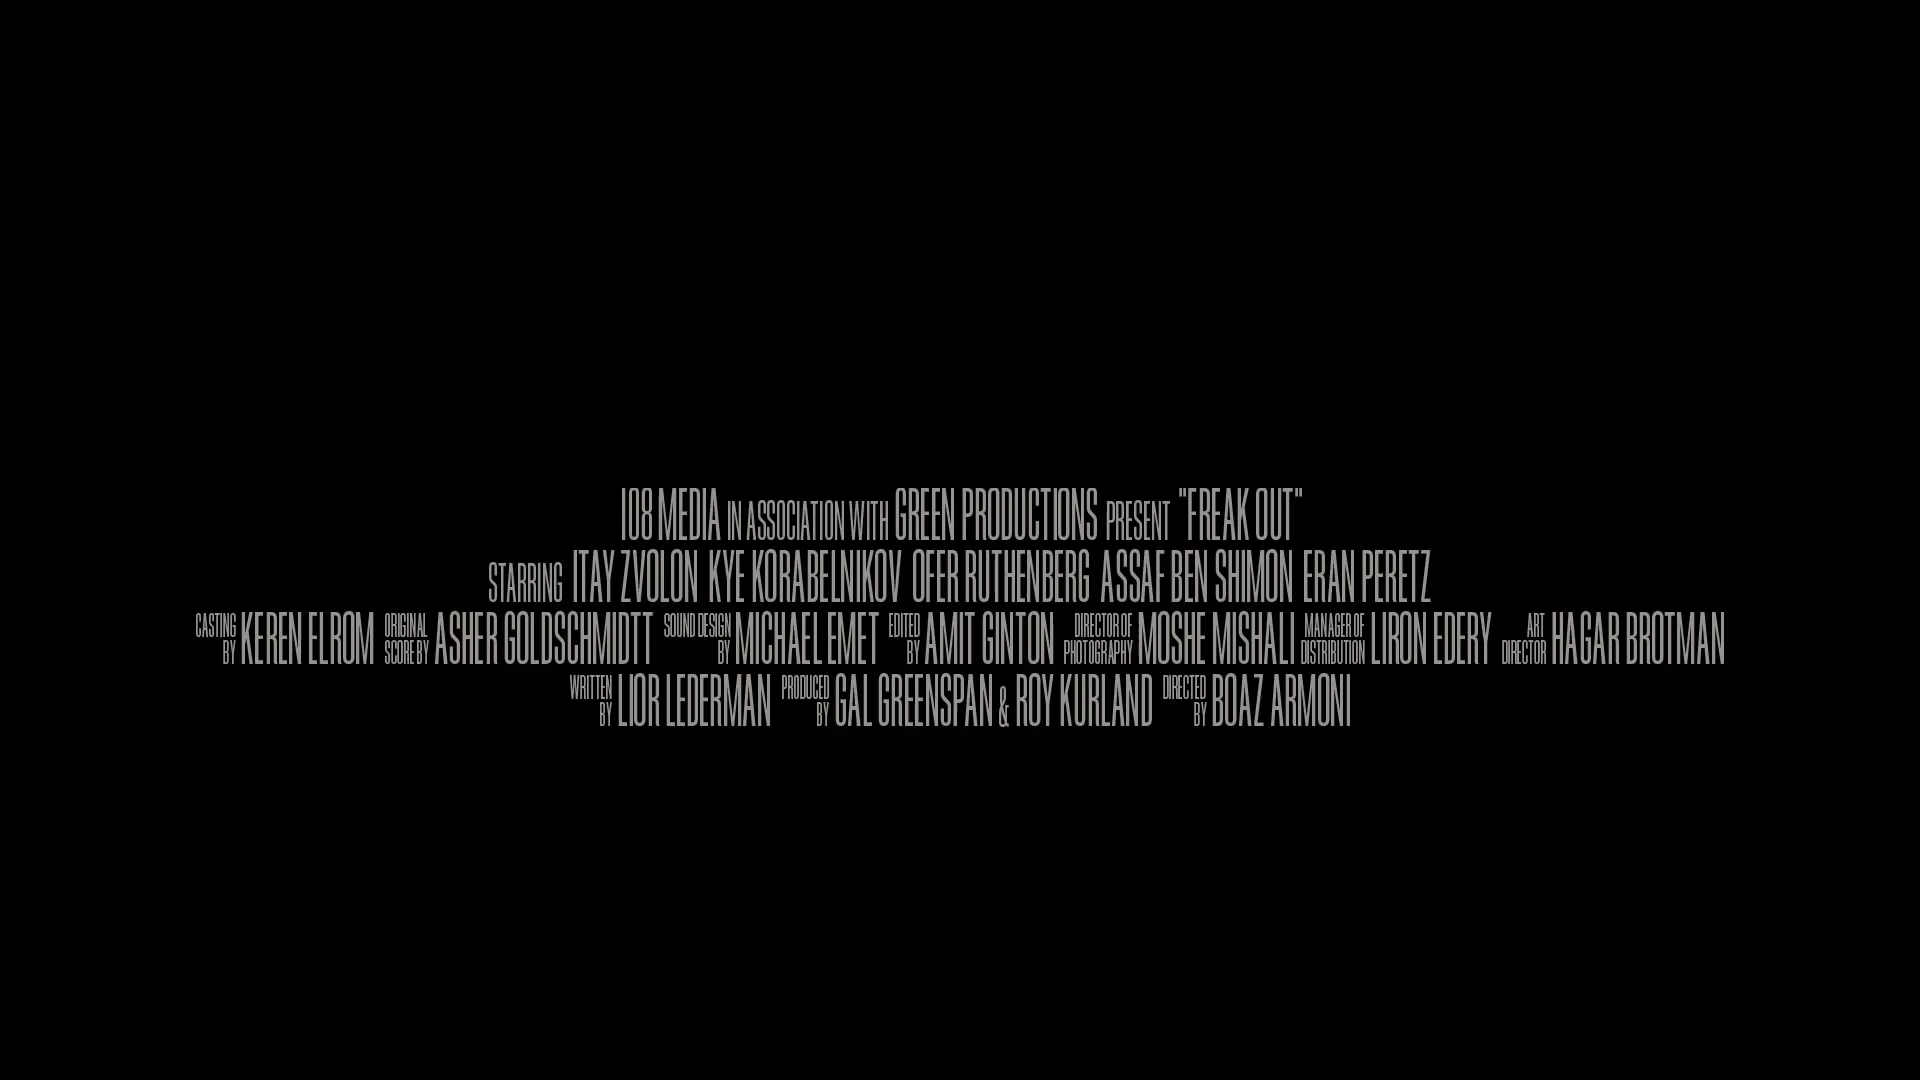 108 MEDIA IN ASSOCIATION WITH GREEN PRODUCTIONS PRESENT "FREAK OUT"
STARRING ITAY ZVOLON KYE KORABELNIKOV OFER RUTHENBERG ASSAF BEN SHIMON ERAN PERETZ
CASTING BY KEREN ELROM ORIGINAL SCORE BY ASHER GOLDSCHMIDTT SOUND DESIGN BY MICHAEL EMET EDITED BY AMIT GINTON DIRECTOR OF PHOTOGRAPHY MOSHE MISHALI MANAGER OF DISTRIBUTION LIRON EDERY ART DIRECTOR HAGAR BROTMAN
WRITTEN BY LIOR LEDERMAN PRODUCED BY GAL GREENSPAN & ROY KURLAND DIRECTED BY BOAZ ARMONI